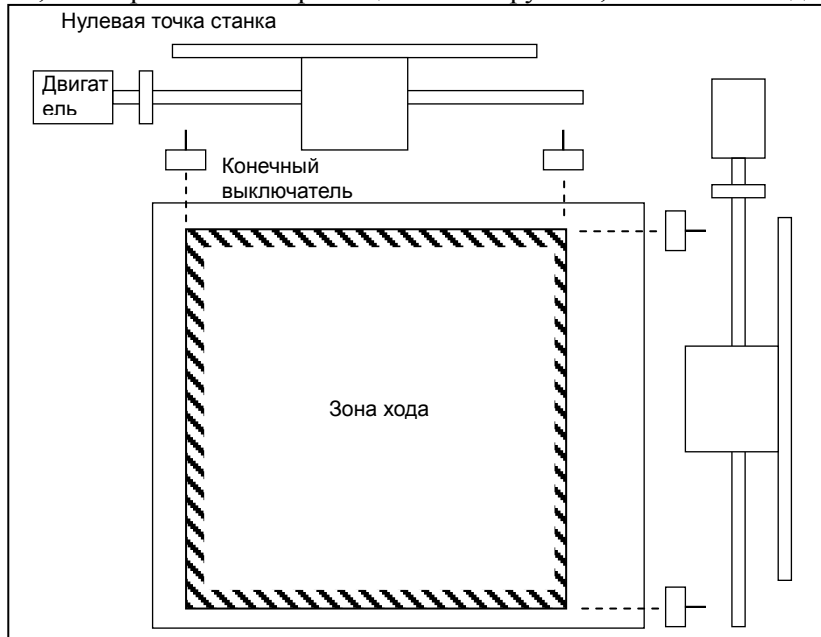 Нулевая точка станка
Двигат
ель
Конечный
выключатель
Зона хода